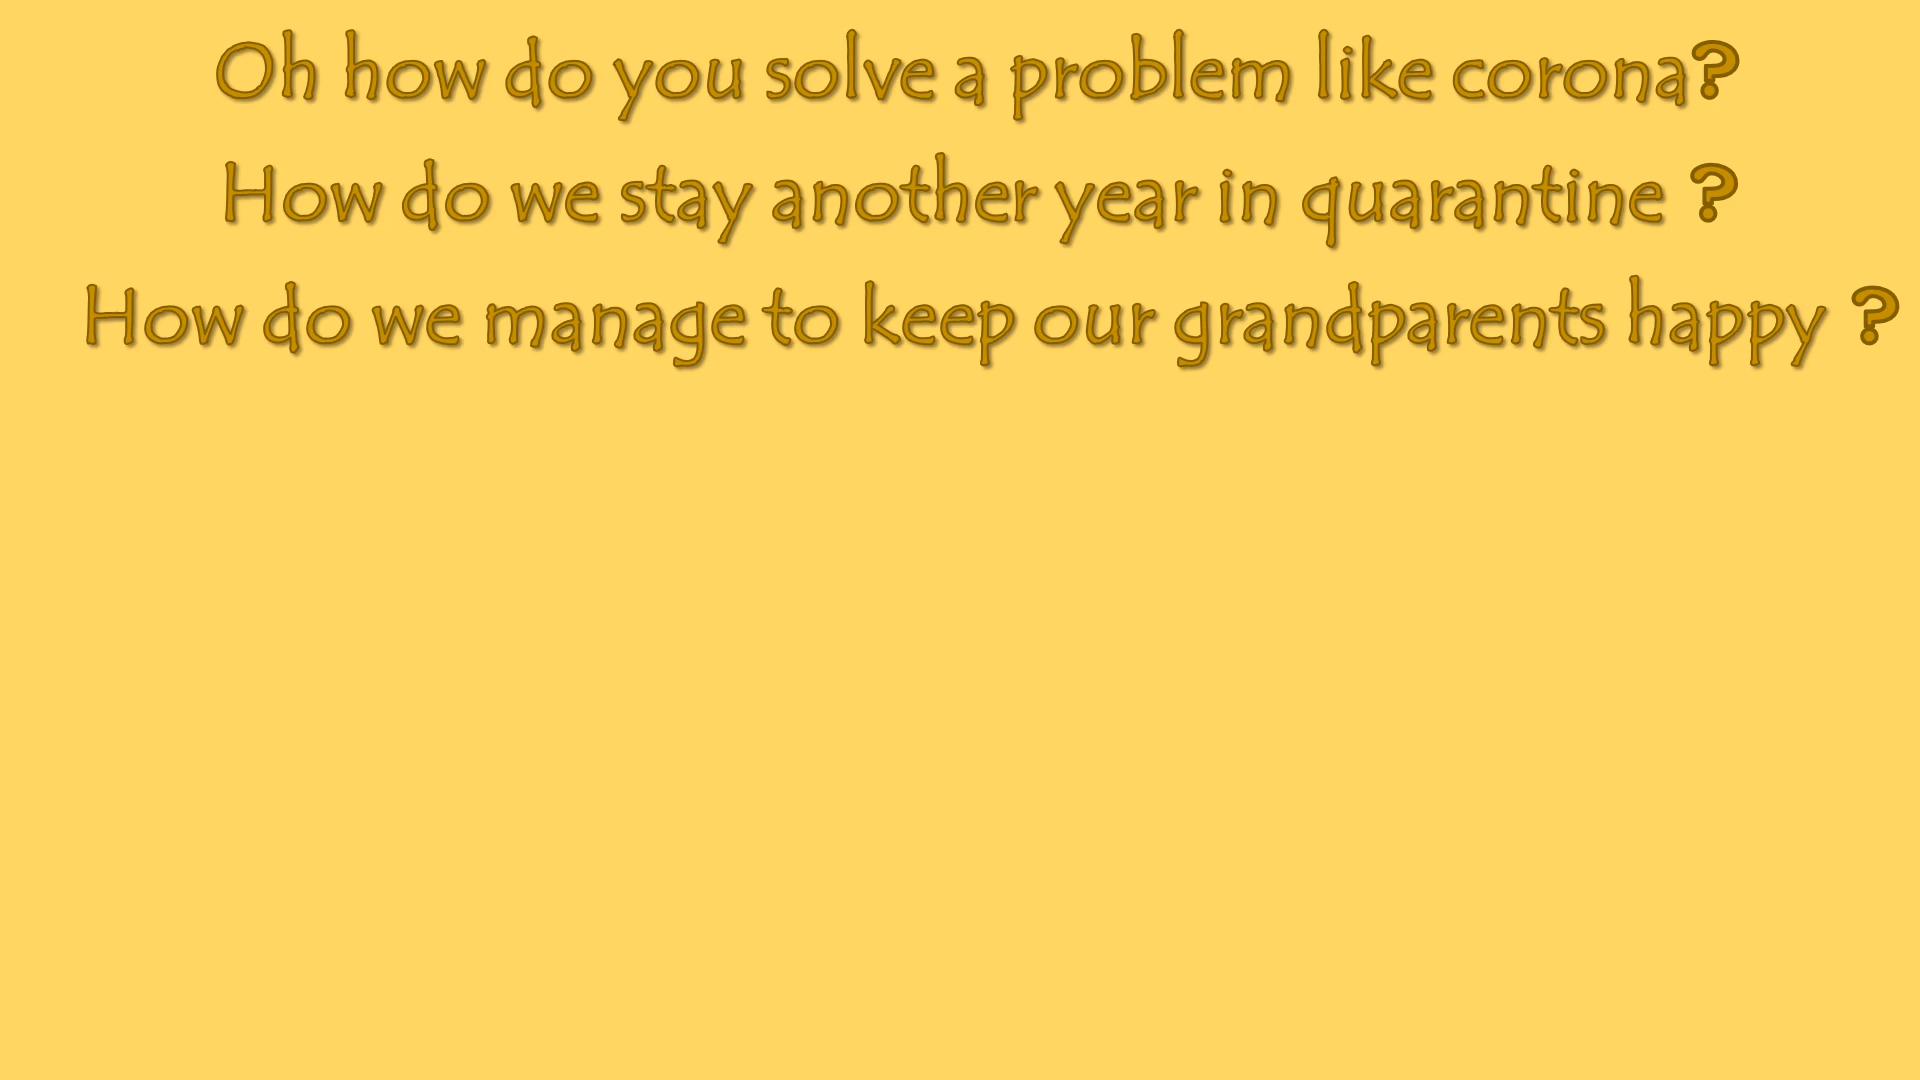 Oh how do you solve a problem like corona?
How do we stay another year in quarantine ?
How do we manage to keep our grandparents happy ?